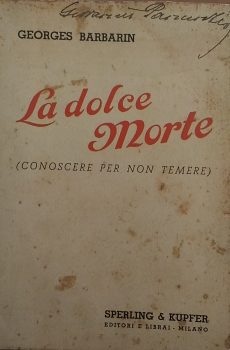 GEORGES BARBARIN
La dolce
Morte
(CONOSCERE PER NON TEMERE)
SPERLING & KUPFER
EDITORI E LIBRAI - MILANO